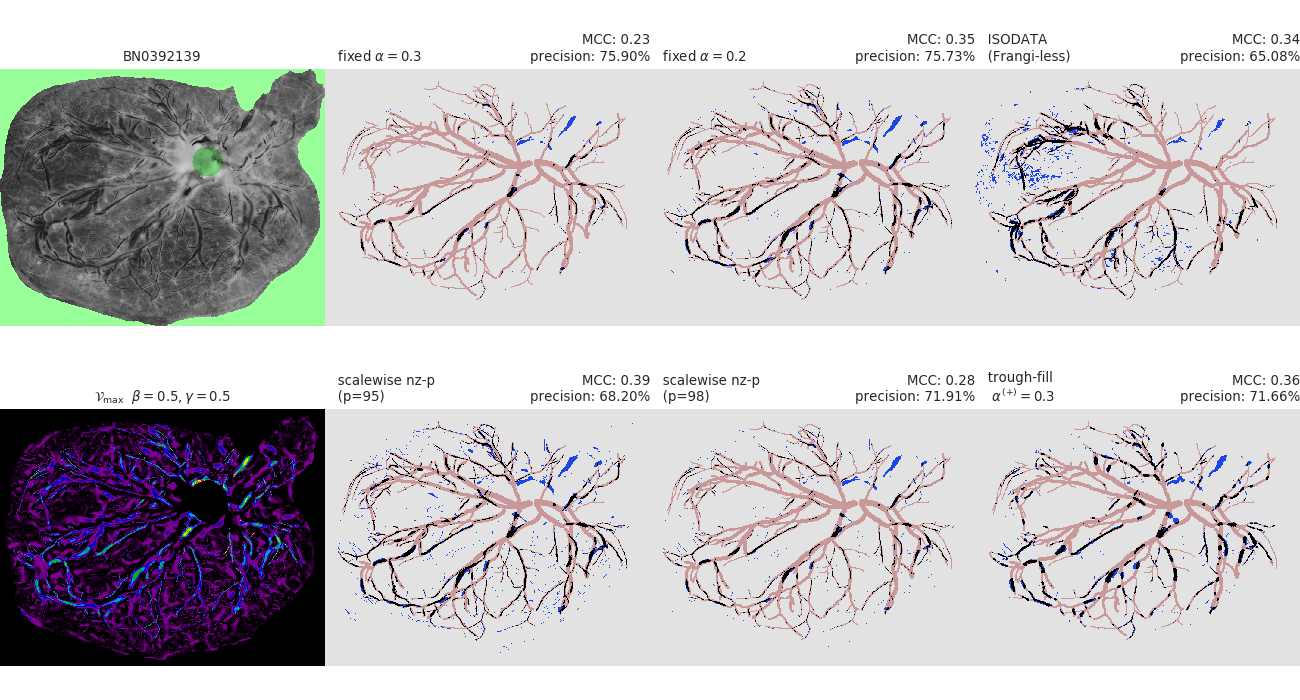 BN0392139
fixed α = 0.3
MCC: 0.23
precision: 75.90%
fixed α = 0.2
MCC: 0.35
precision: 75.73%
ISODATA
(Frangi-less)
MCC: 0.34
precision: 65.08%
𝒱max β = 0.5, γ = 0.5
scalewise nz-p
(p=95)
MCC: 0.39
precision: 68.20%
scalewise nz-p
(p=98)
MCC: 0.28
precision: 71.91%
trough-fill
α⁽⁺⁾ = 0.3
MCC: 0.36
precision: 71.66%